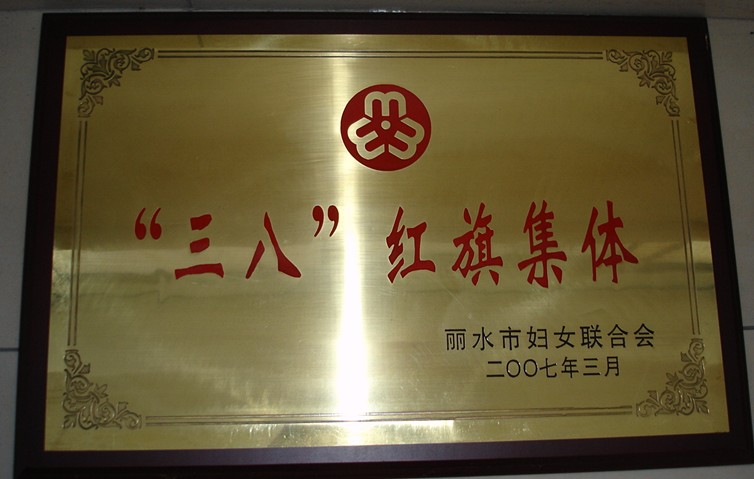 “三八”红旗集体
丽水市妇女联合会
二〇〇七年三月